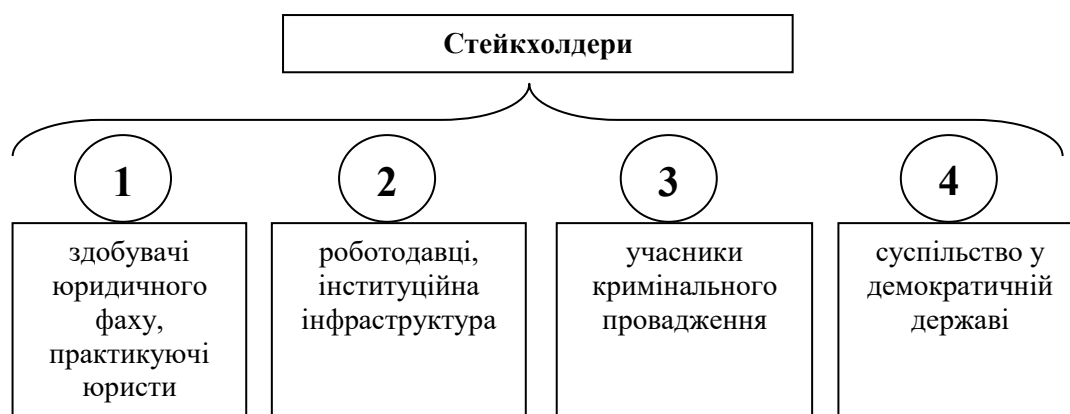 Стейкхолдери
1
2
3
4
здобувачі
юридичного
фаху,
практикуючі
юристи
роботодавці,
інституційна
інфраструктура
учасники
кримінального
провадження
суспільство у
демократичній
державі